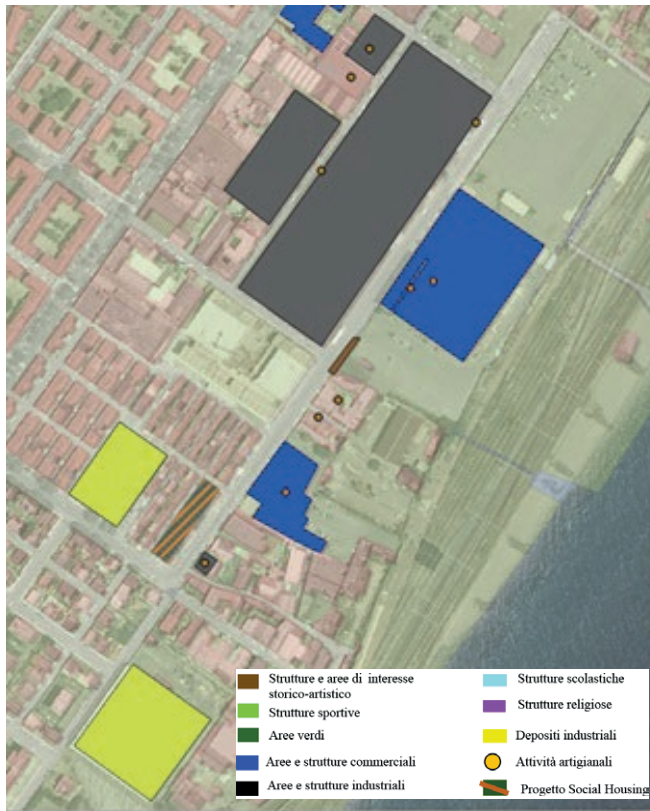 Strutture e aree di interesse
storico-artistico
Strutture sportive
Aree verdi
Aree e strutture commerciali
Aree e strutture industriali
Strutture scolastiche
Strutture religiose
Depositi industriali
Attività artigianali
Progetto Social Housing